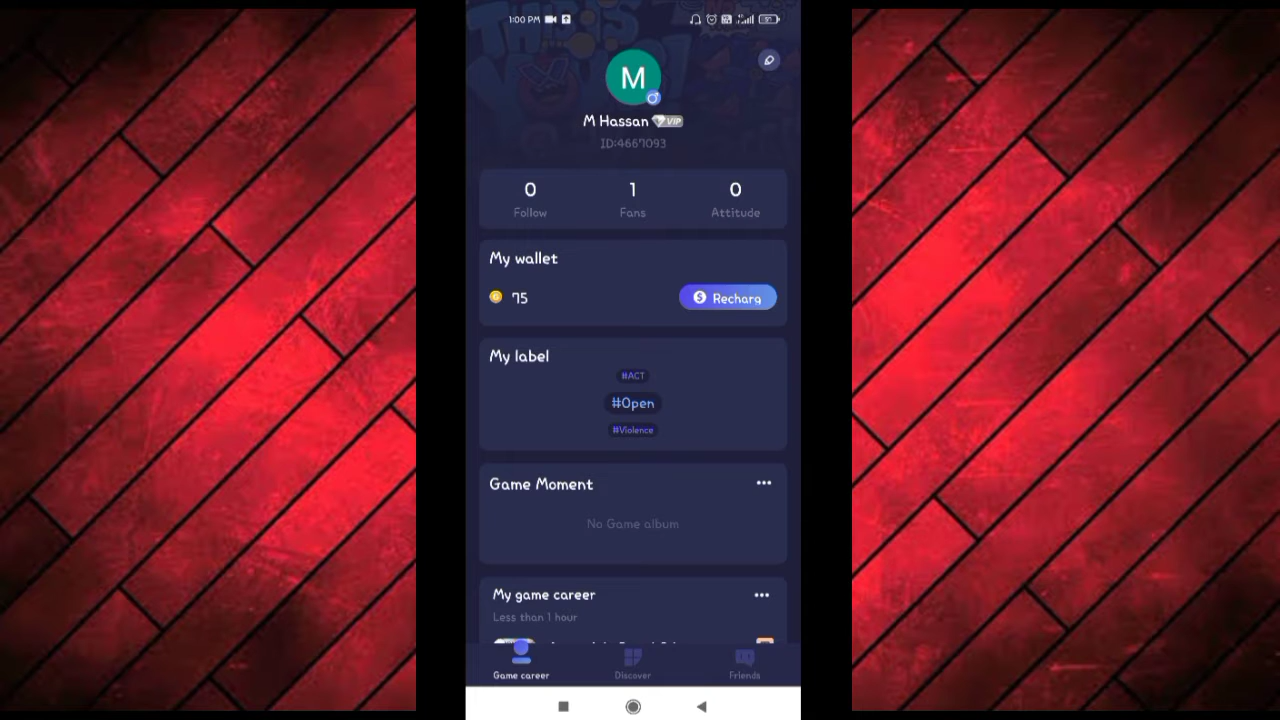 1:00 PM
M
M Hassan VIP
ID:4667093
0 1 0
Follow Fans Attitude
My wallet
75 Recharg
My label
#ACT
#Open
#Violence
Game Moment
No Game album
My game career
Less than 1 hour
Game career Discover Friends